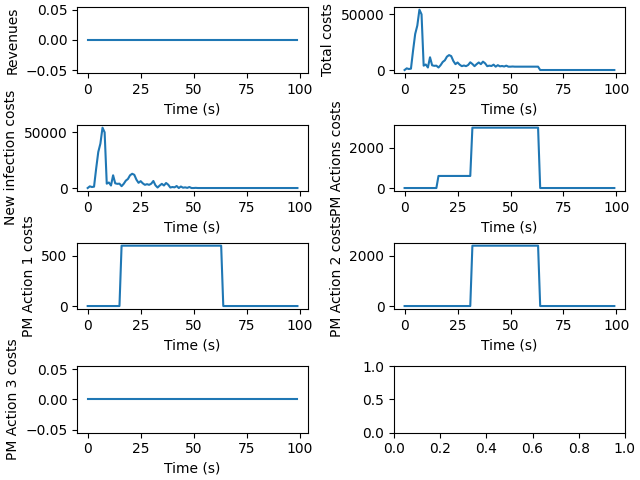 Revenues
0.05
0.00
−0.05
0 25 50 75 100
Time (s)
Total costs
50000
0
0 25 50 75 100
Time (s)
New infection costs
50000
0
0 25 50 75 100
Time (s)
PM Actions costs
2000
0
0 25 50 75 100
Time (s)
PM Action 1 costs
500
0
0 25 50 75 100
Time (s)
PM Action 2 costs
2000
0
0 25 50 75 100
Time (s)
PM Action 3 costs
0.05
0.00
−0.05
0 25 50 75 100
Time (s)
1.0
0.5
0.0
0.0 0.2 0.4 0.6 0.8 1.0